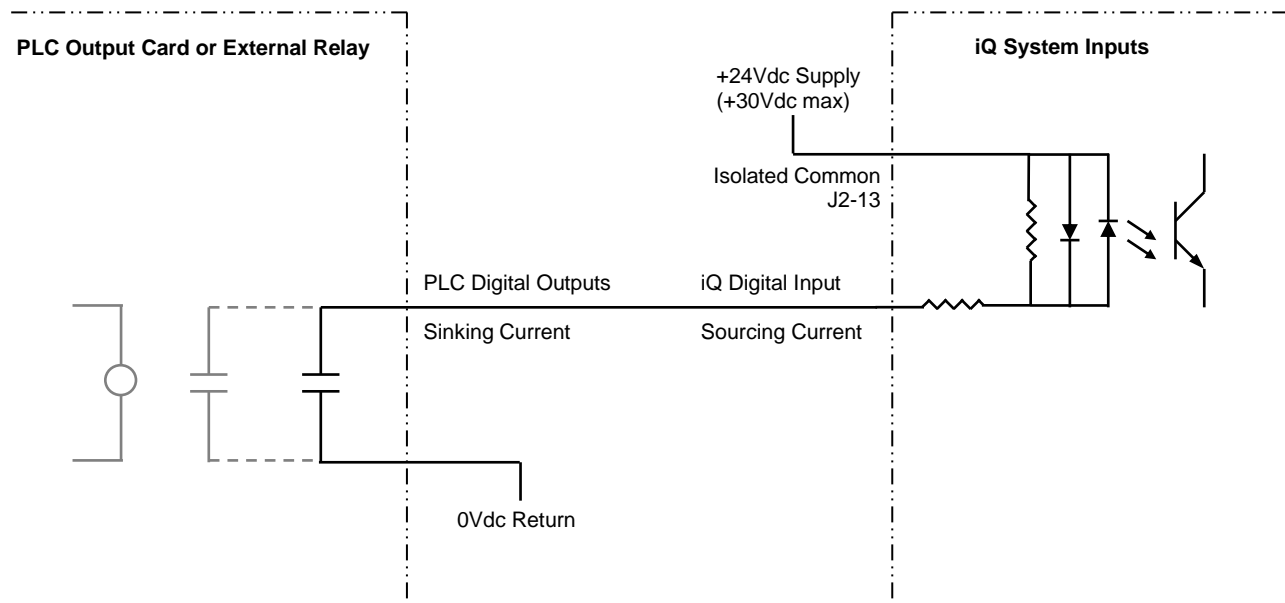 PLC Output Card or External Relay
iQ System Inputs
+24Vdc Supply
(+30Vdc max)
Isolated Common
J2-13
PLC Digital Outputs
iQ Digital Input
Sinking Current
Sourcing Current
0Vdc Return